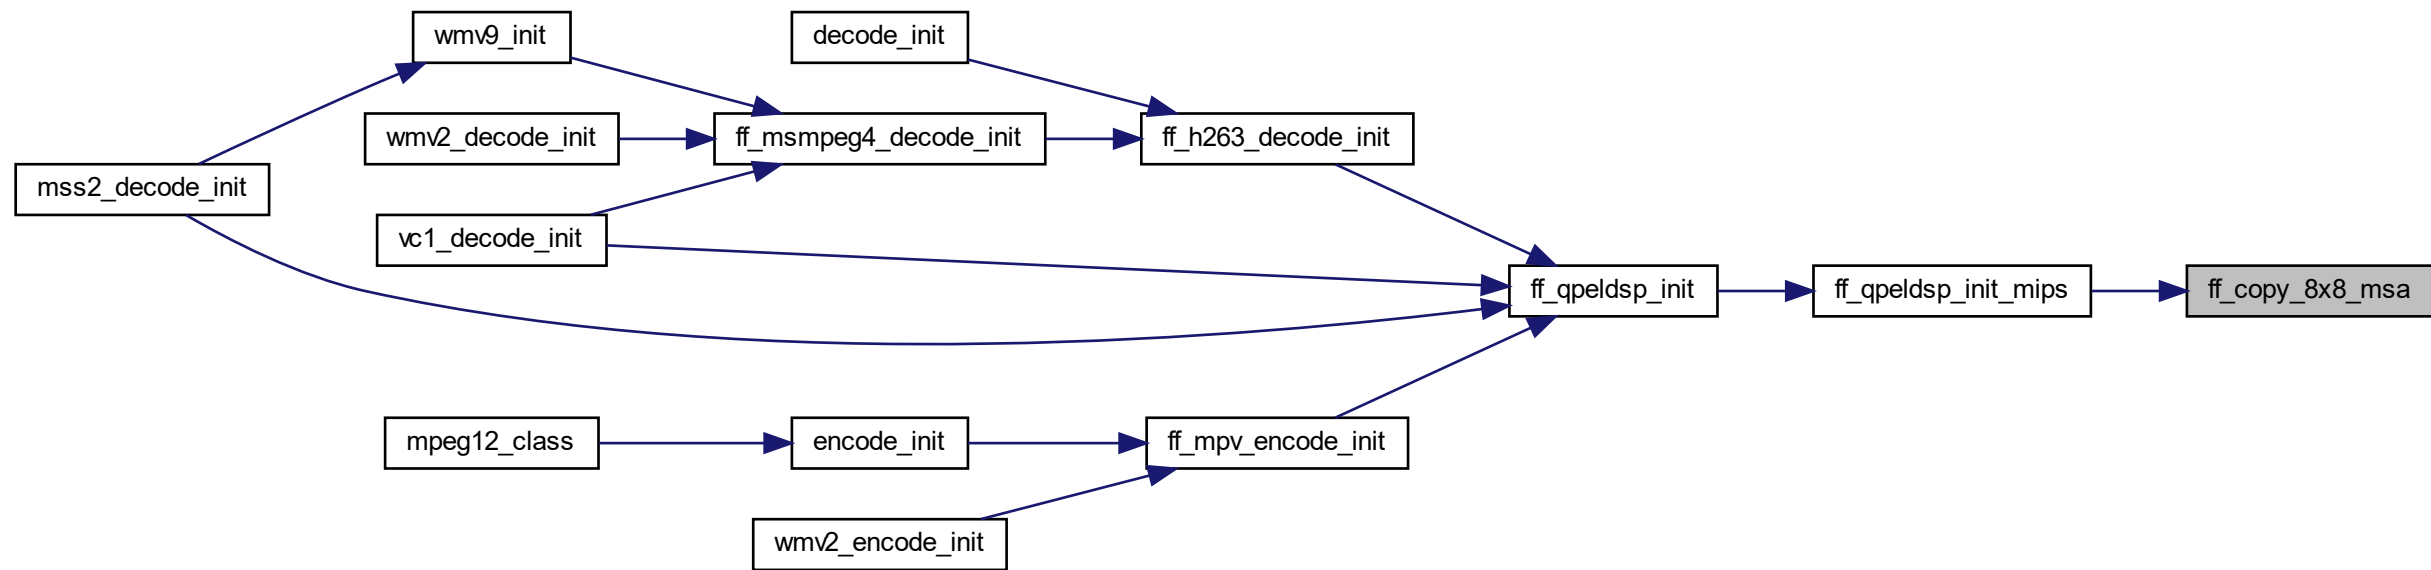 wmv9_init
decode_init
wmv2_decode_init
ff_msmpeg4_decode_init
ff_h263_decode_init
mss2_decode_init
vc1_decode_init
ff_qpeldsp_init
ff_qpeldsp_init_mips
ff_copy_8x8_msa
mpeg12_class
encode_init
ff_mpv_encode_init
wmv2_encode_init